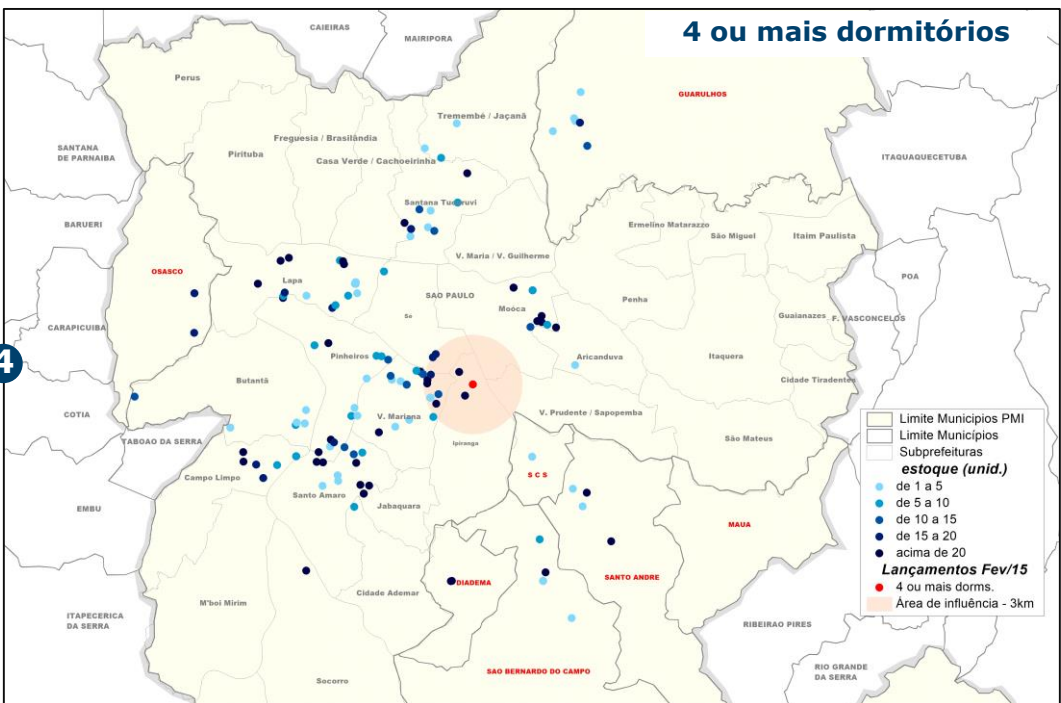 4 ou mais dormitórios
CAIEIRAS
MAIRIPORA
Perus
GUARULHOS
Tremembé / Jaçanã
Freguesia / Brasilândia
SANTANA
DE PARNAIBA
Pirituba
Casa Verde / Cachoeirinha
ITAQUAQUECETUBA
Santana Tucuruvi
BARUERI
Ermelino Matarazzo
São Miguel
Itaim Paulista
V. Maria / V. Guilherme
OSASCO
Lapa
POA
SAO PAULO
Penha
Moóca
Sé
Guaianazes
F. VASCONCELOS
CARAPICUIBA
4
Pinheiros
Aricanduva
Itaquera
Butantã
Cidade Tiradentes
COTIA
V. Mariana
V. Prudente / Sapopemba
TABOAO DA SERRA
Ipiranga
São Mateus
Campo Limpo
S C S
Santo Amaro
Jabaquara
EMBU
MAUA
DIADEMA
SANTO ANDRE
Cidade Ademar
M'boi Mirim
ITAPECERICA
DA SERRA
RIBEIRAO PIRES
SAO BERNARDO DO CAMPO
RIO GRANDE
DA SERRA
Socorro
Limite Municipios PMI
Limite Municípios
Subprefeituras
estoque (unid.)
de 1 a 5
de 5 a 10
de 10 a 15
de 15 a 20
acima de 20
Lançamentos Fev/15
4 ou mais dorms.
Área de influência - 3km